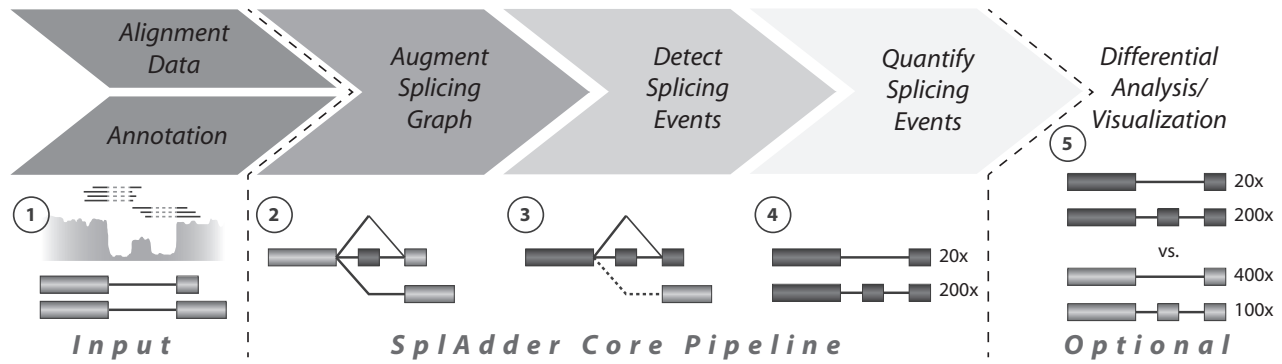 Alignment
Data
Annotation
Augment
Splicing
Graph
Detect
Splicing
Events
Quantify
Splicing
Events
Differential
Analysis/
Visualization
1
2
3
4
20x
200x
5
20x
200x
vs.
400x
100x
Input
SplAdder Core Pipeline
Optional